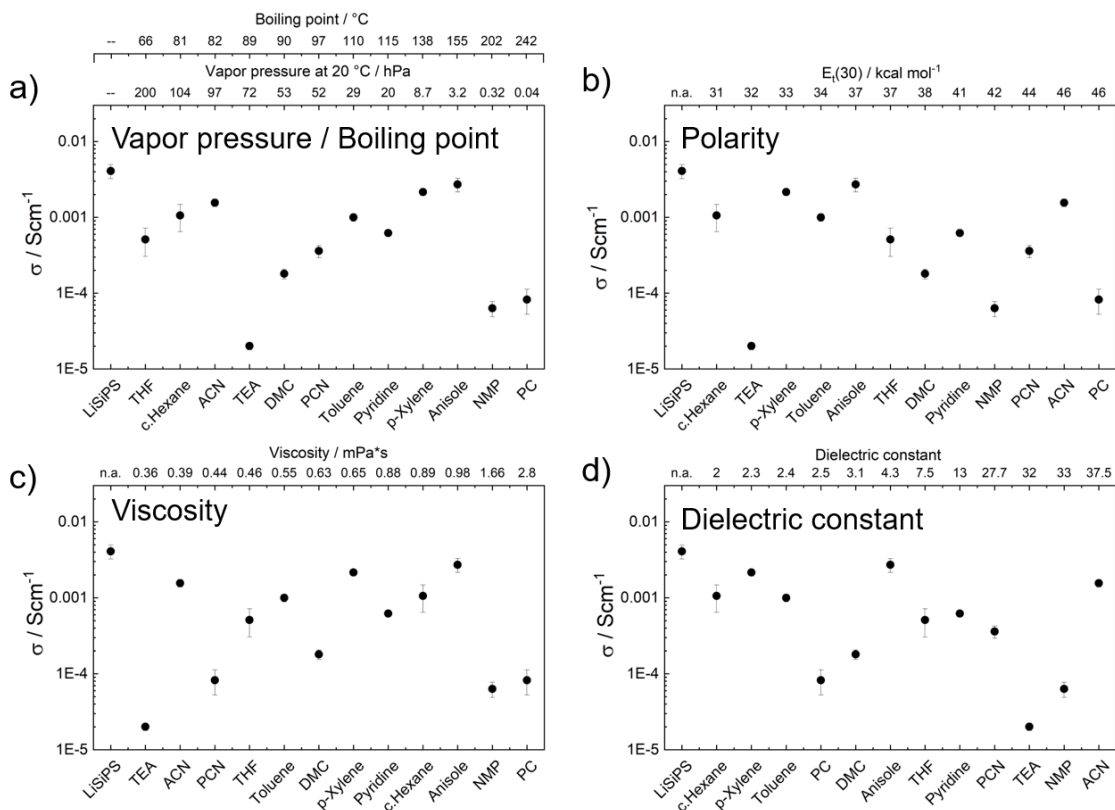 Boiling point / °C
-- 66 81 82 89 90 97 110 115 138 155 202 242
Vapor pressure at 20 °C / hPa
-- 200 104 97 72 53 52 29 20 8.7 3.2 0.32 0.04
a)
Vapor pressure / Boiling point
0.01
0.001
1E-4
1E-5
σ / Scm⁻¹
LiSiPS THF c.Hexane ACN TEA DMC PCN Toluene Pyridine p-Xylene Anisole NMP PC
b)
Eₜ(30) / kcal mol⁻¹
n.a. 31 32 33 34 37 37 38 41 42 44 46 46
Polarity
0.01
0.001
1E-4
1E-5
σ / Scm⁻¹
LiSiPS c.Hexane TEA p-Xylene Toluene Anisole THF DMC Pyridine NMP PCN ACN PC
c)
Viscosity / mPa*s
n.a. 0.36 0.39 0.44 0.46 0.55 0.63 0.65 0.88 0.89 0.98 1.66 2.8
Viscosity
0.01
0.001
1E-4
1E-5
σ / Scm⁻¹
LiSiPS TEA ACN PCN THF Toluene DMC p-Xylene Pyridine c.Hexane Anisole NMP PC
d)
Dielectric constant
n.a. 2 2.3 2.4 2.5 3.1 4.3 7.5 13 27.7 32 33 37.5
Dielectric constant
0.01
0.001
1E-4
1E-5
σ / Scm⁻¹
LiSiPS c.Hexane p-Xylene Toluene PC DMC Anisole THF Pyridine PCN TEA NMP ACN